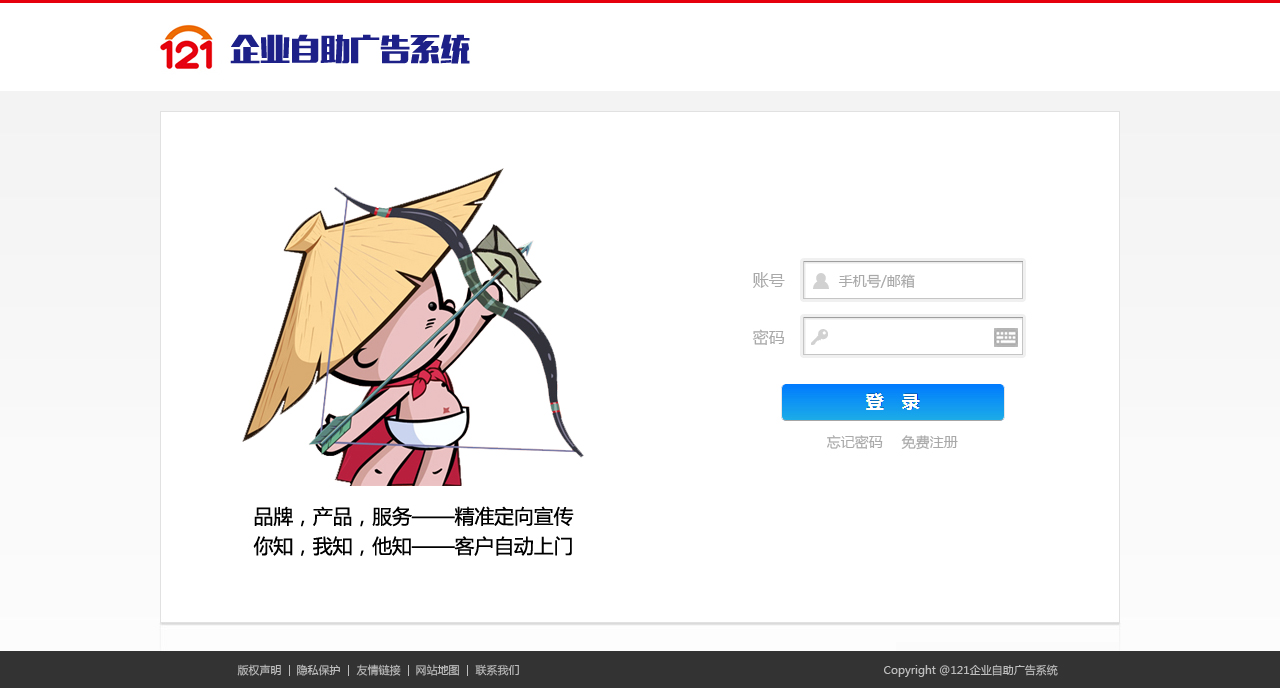 121 企业自助广告系统
账号 手机号/邮箱
密码
登 录
忘记密码 免费注册
品牌，产品，服务——精准定向宣传
你知，我知，他知——客户自动上门
版权声明 | 隐私保护 | 友情链接 | 网站地图 | 联系我们
Copyright @121企业自助广告系统